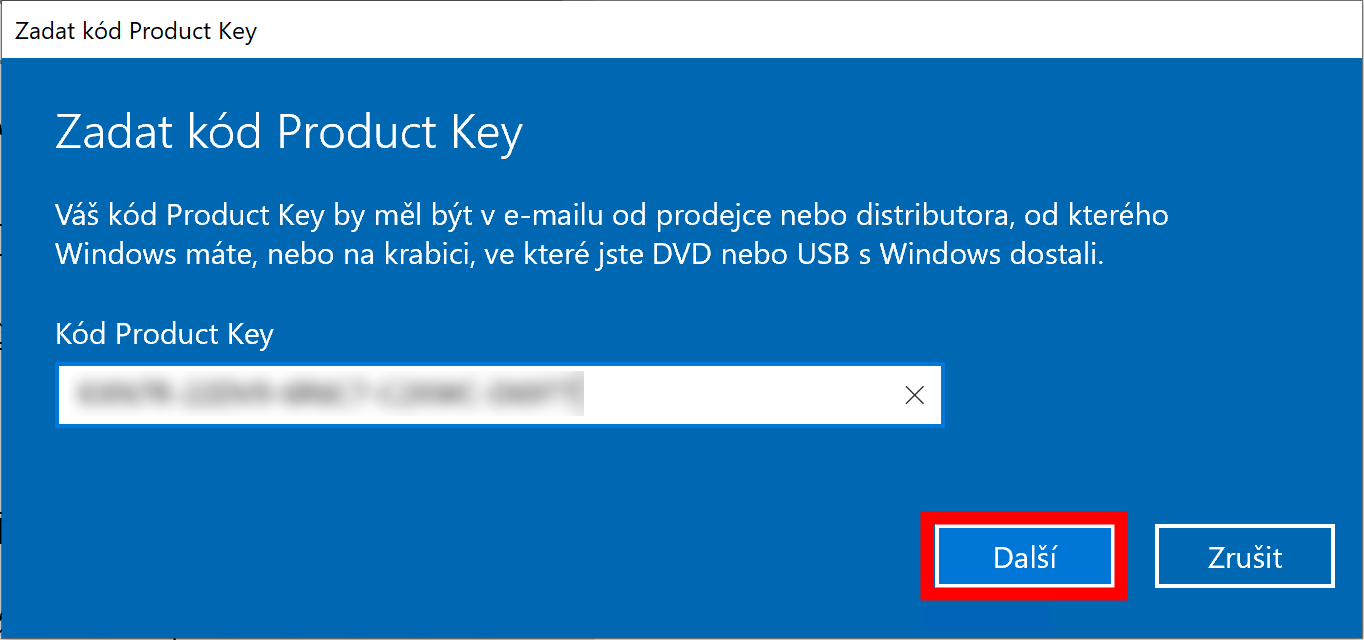 Zadat kód Product Key
Zadat kód Product Key
Váš kód Product Key by měl být v e-mailu od prodejce nebo distributora, od kterého
Windows máte, nebo na krabici, ve které jste DVD nebo USB s Windows dostali.
Kód Product Key
Další
Zrušit